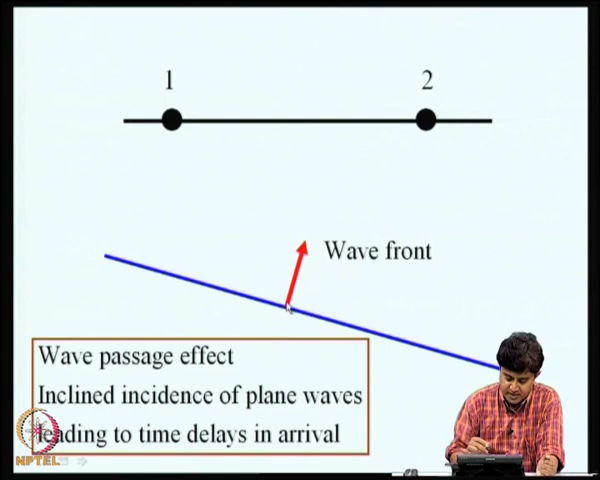 1 2
Wave front
Wave passage effect
Inclined incidence of plane waves
leading to time delays in arrival
NPTEL